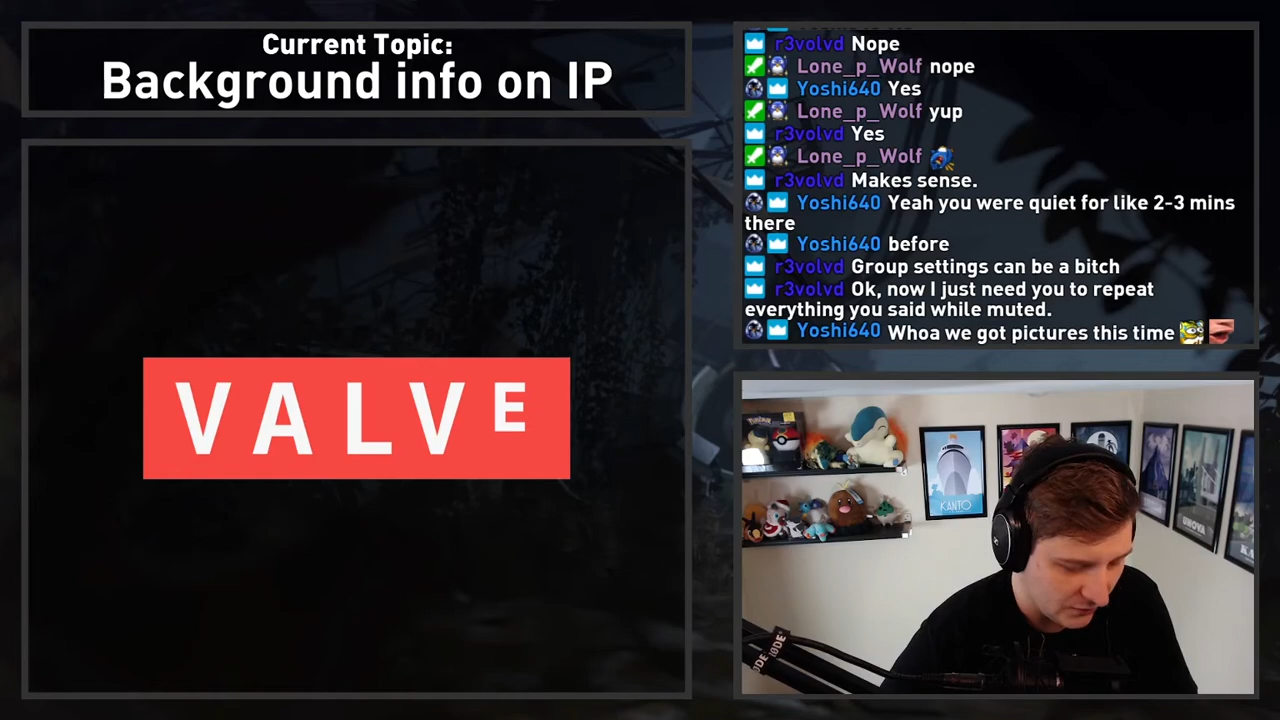 Current Topic:
Background info on IP
VALVE
r3volvd Nope
Lone_p_Wolf nope
Yoshi640 Yes
Lone_p_Wolf yup
r3volvd Yes
Lone_p_Wolf
r3volvd Makes sense.
Yoshi640 Yeah you were quiet for like 2-3 mins
there
Yoshi640 before
r3volvd Group settings can be a bitch
r3volvd Ok, now I just need you to repeat
everything you said while muted.
Yoshi640 Whoa we got pictures this time
KANTO
UNOVA